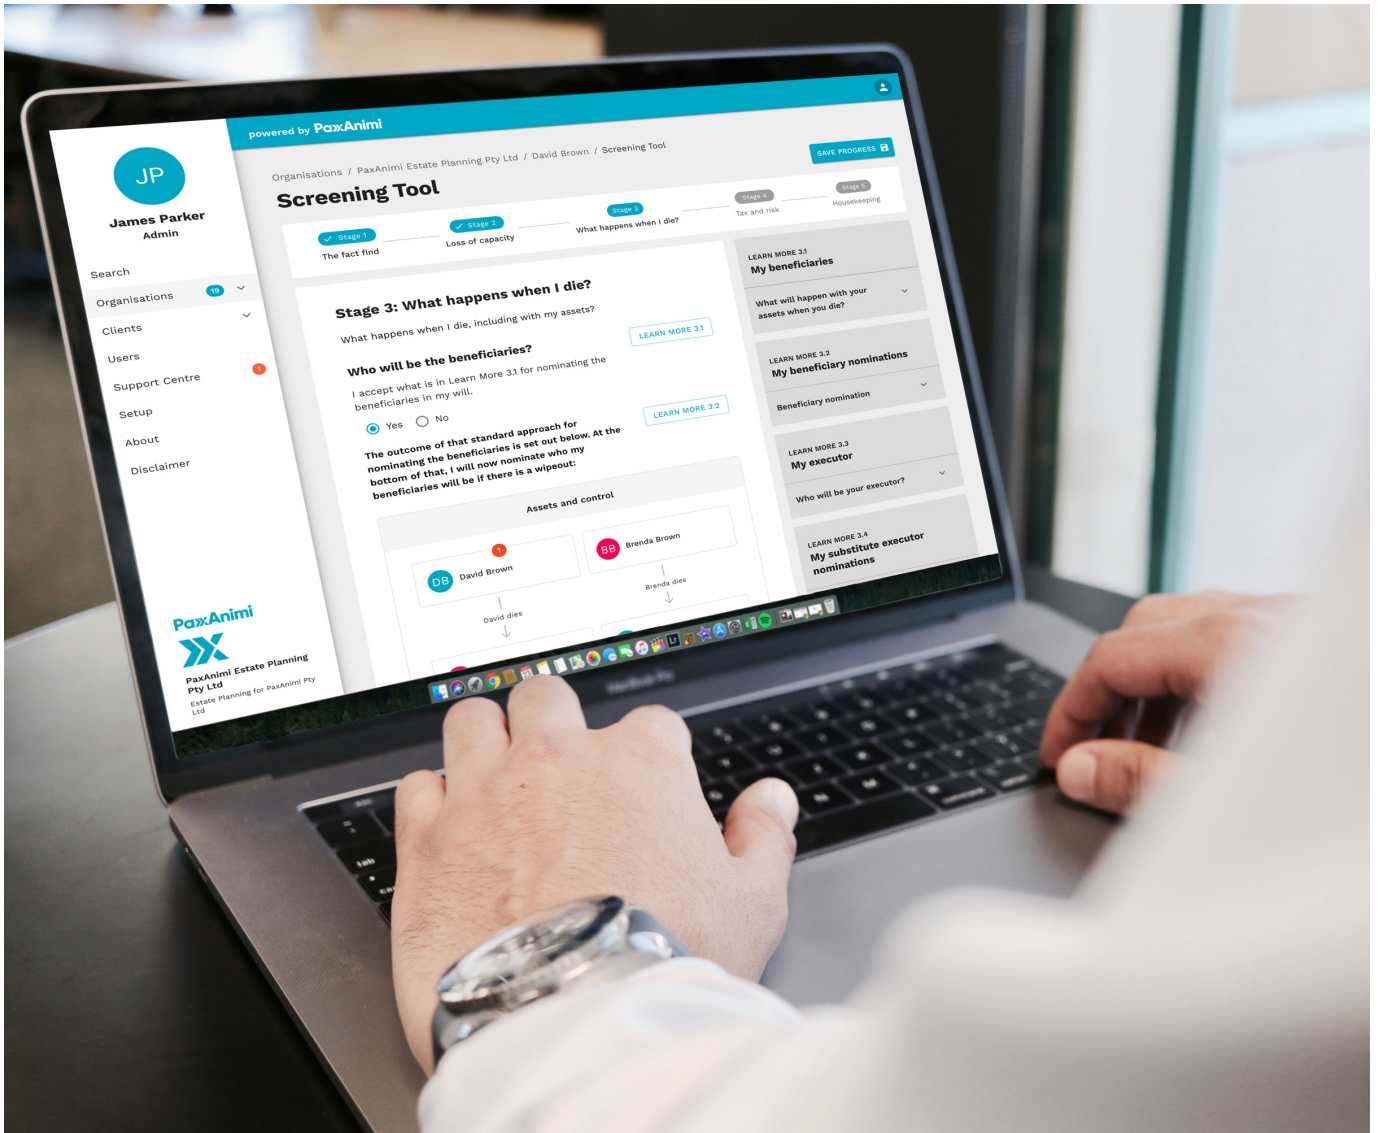 powered by PaxAnimi
JP
James Parker
Admin
Search
Organisations 19
Clients
Users
Support Centre 1
Setup
About
Disclaimer
PaxAnimi
PaxAnimi Estate Planning
Pty Ltd
Estate Planning for PaxAnimi Pty
Ltd
Organisations / PaxAnimi Estate Planning Pty Ltd / David Brown / Screening Tool
Screening Tool
SAVE PROGRESS
Stage 1
The fact find
Stage 2
Loss of capacity
Stage 3
What happens when I die?
Stage 4
Tax and risk
Stage 5
Housekeeping
Stage 3: What happens when I die?
What happens when I die, including with my assets?
Who will be the beneficiaries?
LEARN MORE 3.1
I accept what is in Learn More 3.1 for nominating the
beneficiaries in my will.
Yes No
The outcome of that standard approach for
nominating the beneficiaries is set out below. At the
bottom of that, I will now nominate who my
beneficiaries will be if there is a wipeout:
LEARN MORE 3.2
Assets and control
1
DB David Brown
BB Brenda Brown
David dies
Brenda dies
LEARN MORE 3.1
My beneficiaries
What will happen with your
assets when you die?
LEARN MORE 3.2
My beneficiary nominations
Beneficiary nomination
LEARN MORE 3.3
My executor
Who will be your executor?
LEARN MORE 3.4
My substitute executor
nominations
23
Lr
tab
command